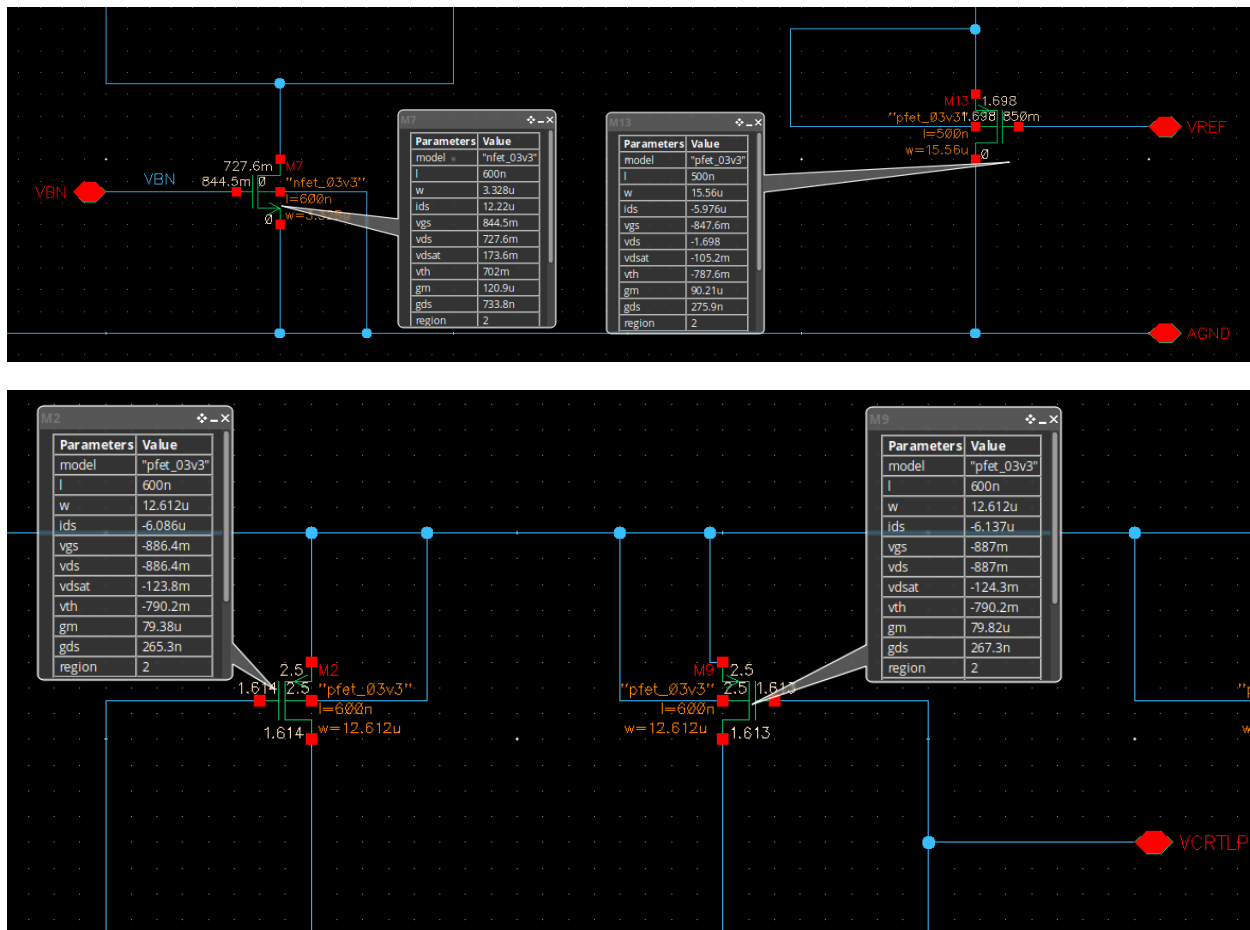 M7
Parameters Value
model "nfet_03v3"
l 600n
w 3.328u
ids 12.22u
vgs 844.5m
vds 727.6m
vdsat 173.6m
vth 702m
gm 120.9u
gds 733.8n
region 2
M13
Parameters Value
model "pfet_03v3"
l 500n
w 15.56u
ids -5.976u
vgs -847.6m
vds -1.698
vdsat -105.2m
vth -787.6m
gm 90.21u
gds 275.9n
region 2
M13 1.698
"pfet_03v3" 1.698 850m
l=500n
w=15.56u
0
VREF
727.6m M7
VBN
VBN
844.5m 0 "nfet_03v3"
l=600n
0
AGND
M2
Parameters Value
model "pfet_03v3"
l 600n
w 12.612u
ids -6.086u
vgs -886.4m
vds -886.4m
vdsat -123.8m
vth -790.2m
gm 79.38u
gds 265.3n
region 2
M9
Parameters Value
model "pfet_03v3"
l 600n
w 12.612u
ids -6.137u
vgs -887m
vds -887m
vdsat -124.3m
vth -790.2m
gm 79.82u
gds 267.3n
region 2
2.5 M2
1.614 2.5 "pfet_03v3"
l=600n
1.614 w=12.612u
M9 2.5
"pfet_03v3" 2.5 1.613
l=600n
w=12.612u 1.613
VCRTLP